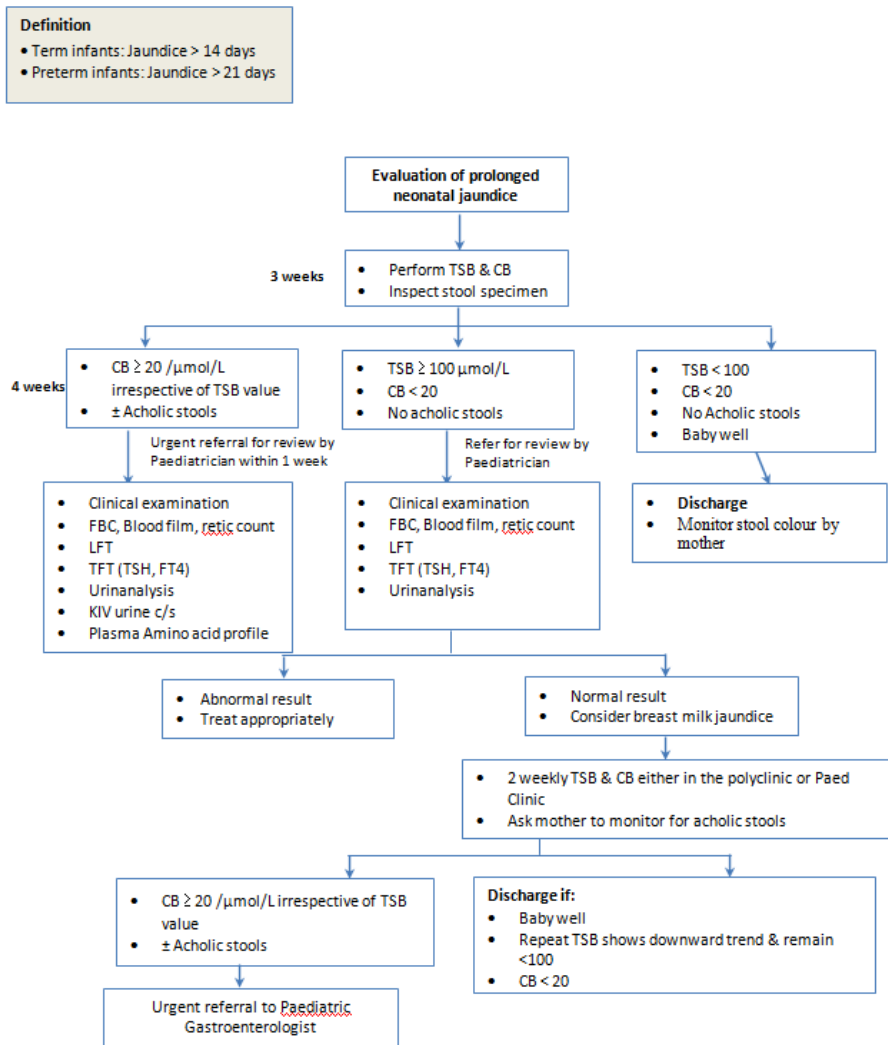 Definition
• Term infants: Jaundice > 14 days
• Preterm infants: Jaundice > 21 days
Evaluation of prolonged
neonatal jaundice
3 weeks
• Perform TSB & CB
• Inspect stool specimen
4 weeks
• CB ≥ 20 /µmol/L
irrespective of TSB value
• ± Acholic stools
• TSB ≥ 100 µmol/L
• CB < 20
• No acholic stools
• TSB < 100
• CB < 20
• No Acholic stools
• Baby well
Urgent referral for review by
Paediatrician within 1 week
Refer for review by
Paediatrician
• Clinical examination
• FBC, Blood film, retic count
• LFT
• TFT (TSH, FT4)
• Urinanalysis
• KIV urine c/s
• Plasma Amino acid profile
• Clinical examination
• FBC, Blood film, retic count
• LFT
• TFT (TSH, FT4)
• Urinanalysis
• Discharge
• Monitor stool colour by
mother
• Abnormal result
• Treat appropriately
• Normal result
• Consider breast milk jaundice
• 2 weekly TSB & CB either in the polyclinic or Paed
Clinic
• Ask mother to monitor for acholic stools
• CB ≥ 20 /µmol/L irrespective of TSB
value
• ± Acholic stools
Discharge if:
• Baby well
• Repeat TSB shows downward trend & remain
<100
• CB < 20
Urgent referral to Paediatric
Gastroenterologist